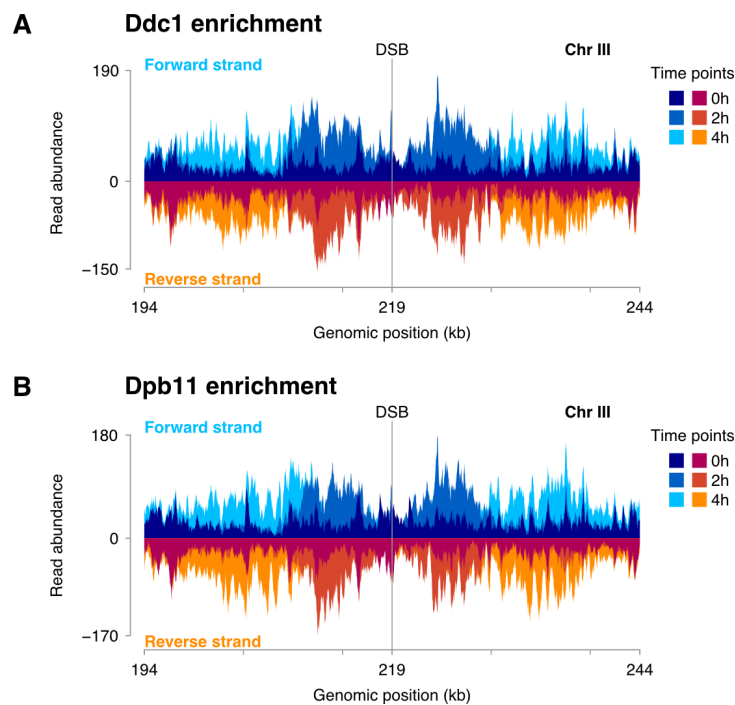 A
Ddc1 enrichment
DSB
Chr III
Forward strand
Time points
0h
2h
4h
190
0
−150
Read abundance
Reverse strand
194
219
244
Genomic position (kb)
B
Dpb11 enrichment
DSB
Chr III
Forward strand
Time points
0h
2h
4h
180
0
−170
Read abundance
Reverse strand
194
219
244
Genomic position (kb)